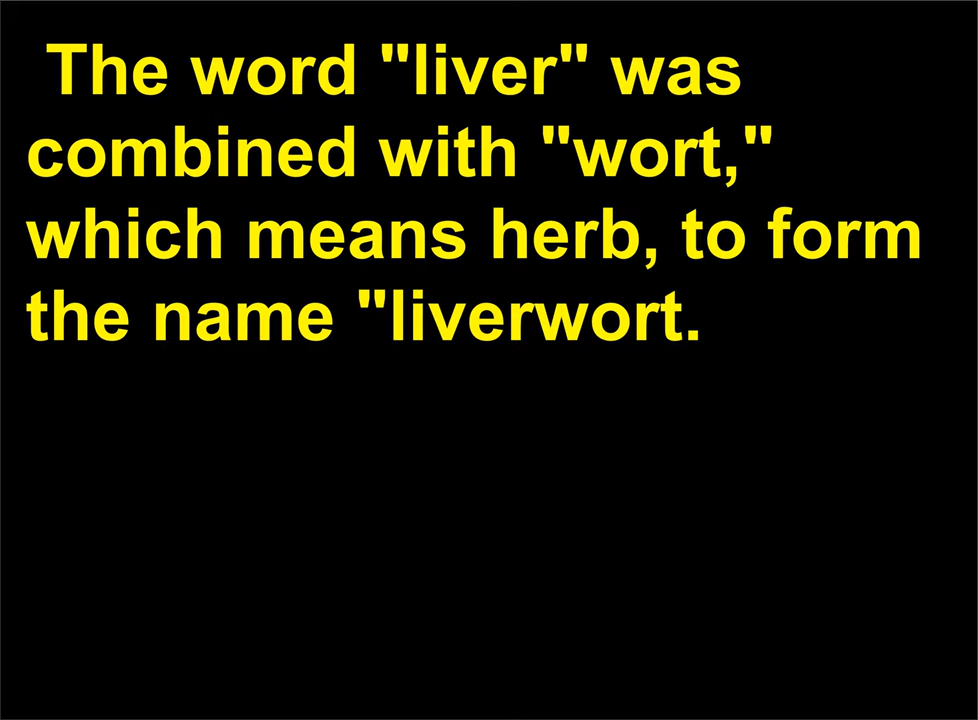 The word "liver" was
combined with "wort,"
which means herb, to form
the name "liverwort.